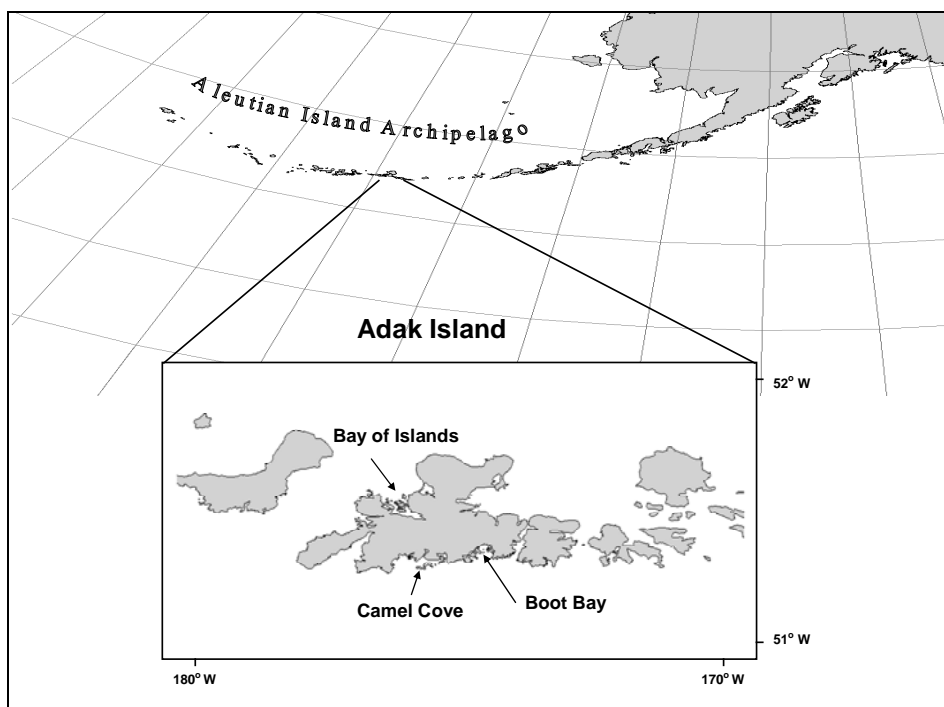 Aleutian Island Archipelago
Adak Island
52° W
Bay of Islands
Camel Cove
Boot Bay
51° W
180° W
170° W